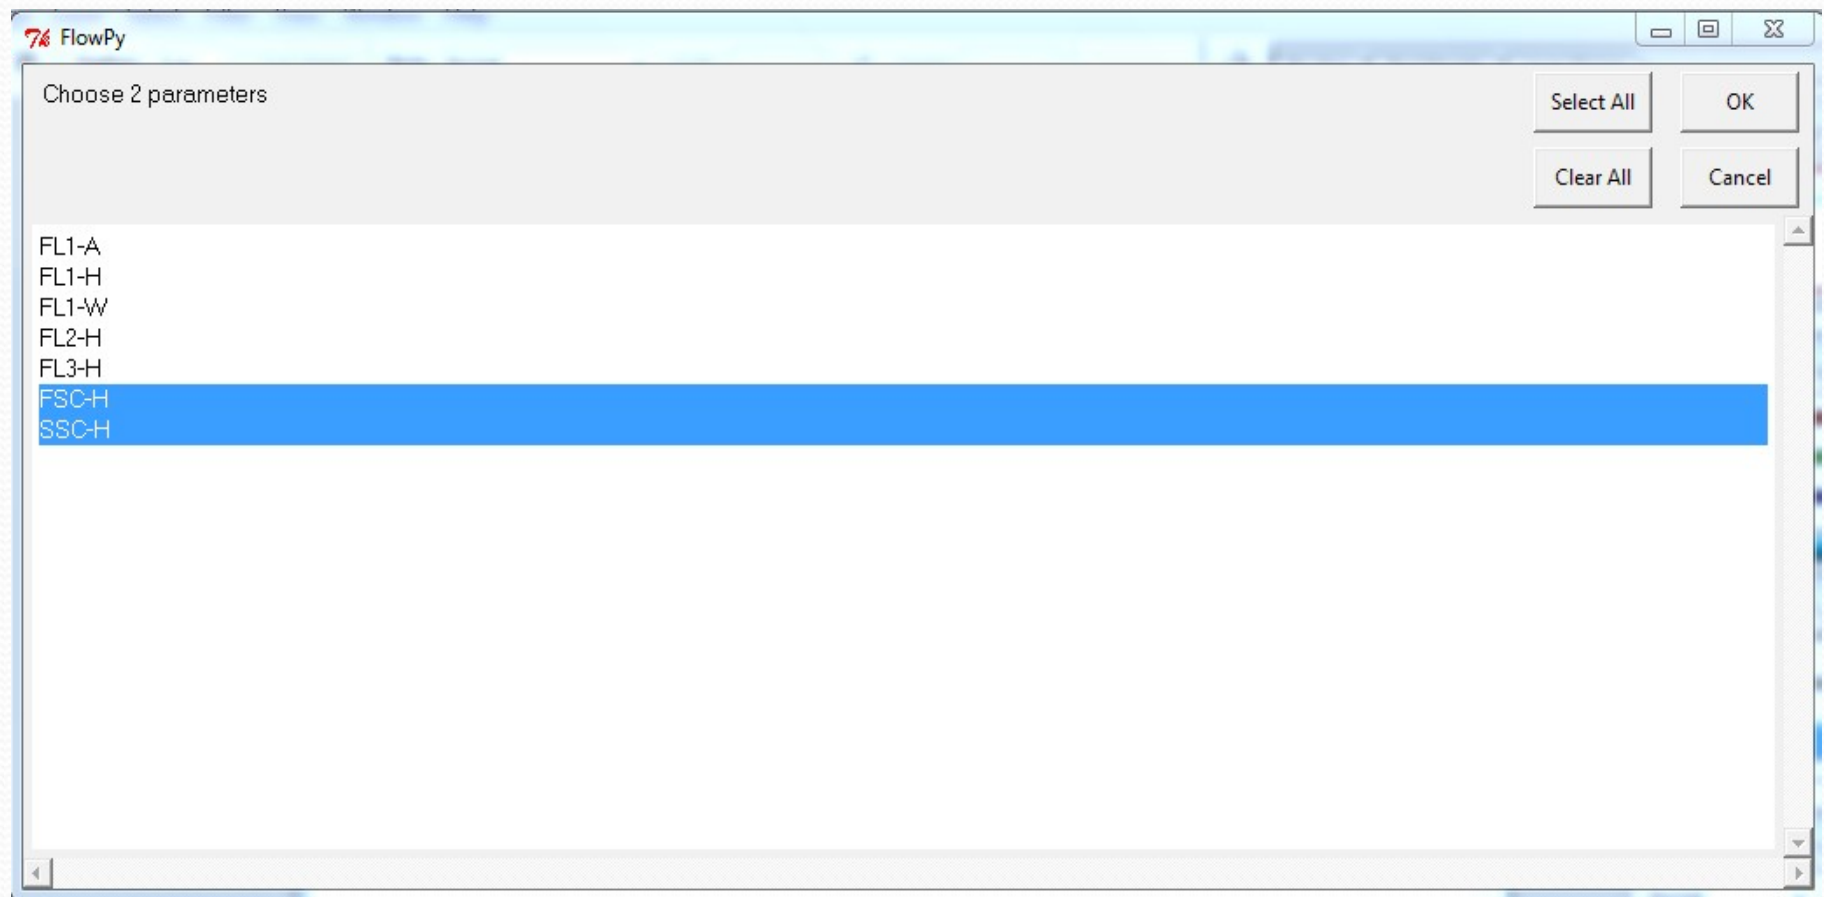 FlowPy
Choose 2 parameters
Select All
OK
Clear All
Cancel
FL1-A
FL1-H
FL1-W
FL2-H
FL3-H
FSC-H
SSC-H